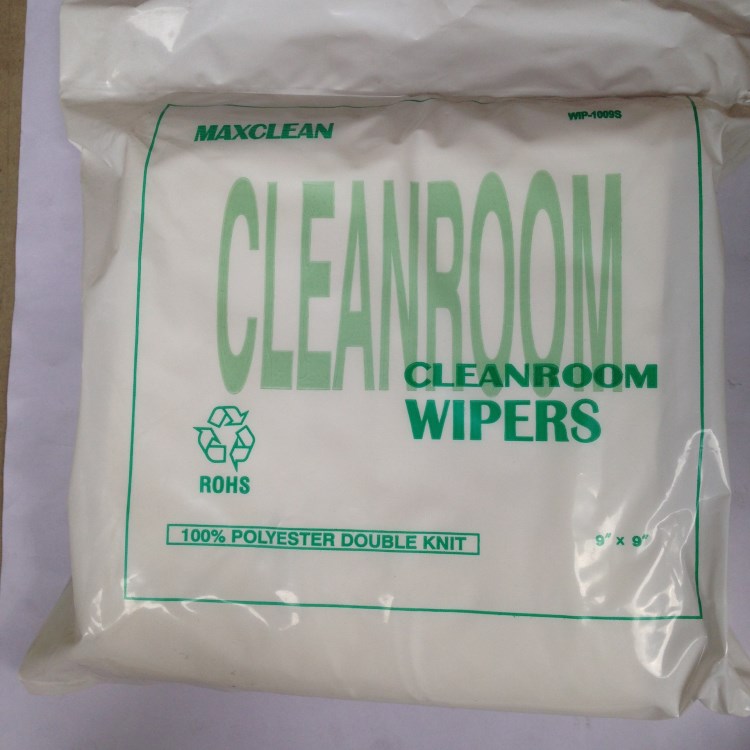 MAXCLEAN
WIP-1009S
CLEANROOM
CLEANROOM
WIPERS
ROHS
100% POLYESTER DOUBLE KNIT
9" × 9"